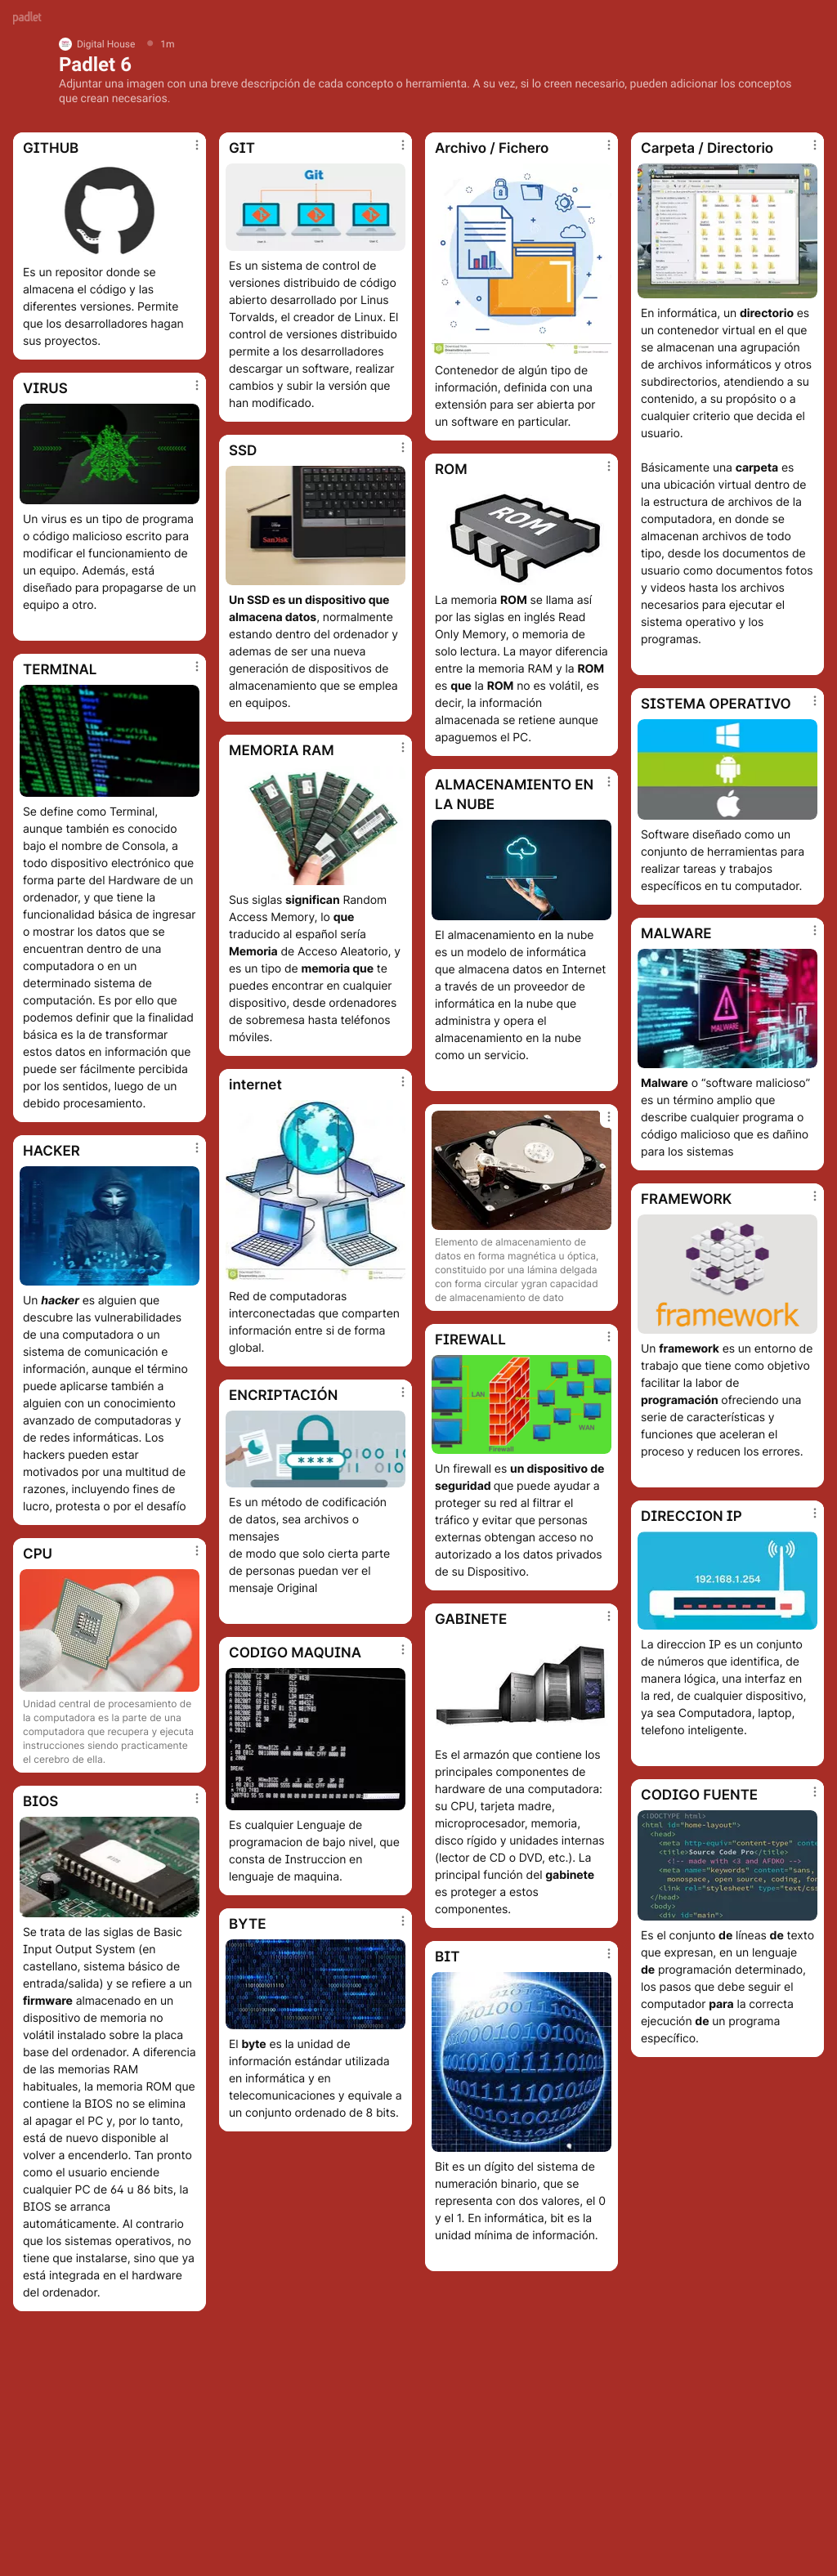 padlet
Digital House 1m
Padlet 6
Adjuntar una imagen con una breve descripción de cada concepto o herramienta. A su vez, si lo creen necesario, pueden adicionar los conceptos
que crean necesarios.
GITHUB
Es un repositor donde se
almacena el código y las
diferentes versiones. Permite
que los desarrolladores hagan
sus proyectos.
VIRUS
Un virus es un tipo de programa
o código malicioso escrito para
modificar el funcionamiento de
un equipo. Además, está
diseñado para propagarse de un
equipo a otro.
TERMINAL
Se define como Terminal,
aunque también es conocido
bajo el nombre de Consola, a
todo dispositivo electrónico que
forma parte del Hardware de un
ordenador, y que tiene la
funcionalidad básica de ingresar
o mostrar los datos que se
encuentran dentro de una
computadora o en un
determinado sistema de
computación. Es por ello que
podemos definir que la finalidad
básica es la de transformar
estos datos en información que
puede ser fácilmente percibida
por los sentidos, luego de un
debido procesamiento.
HACKER
Un hacker es alguien que
descubre las vulnerabilidades
de una computadora o un
sistema de comunicación e
información, aunque el término
puede aplicarse también a
alguien con un conocimiento
avanzado de computadoras y
de redes informáticas. Los
hackers pueden estar
motivados por una multitud de
razones, incluyendo fines de
lucro, protesta o por el desafío
CPU
Unidad central de procesamiento de
la computadora es la parte de una
computadora que recupera y ejecuta
instrucciones siendo practicamente
el cerebro de ella.
BIOS
Se trata de las siglas de Basic
Input Output System (en
castellano, sistema básico de
entrada/salida) y se refiere a un
firmware almacenado en un
dispositivo de memoria no
volátil instalado sobre la placa
base del ordenador. A diferencia
de las memorias RAM
habituales, la memoria ROM que
contiene la BIOS no se elimina
al apagar el PC y, por lo tanto,
está de nuevo disponible al
volver a encenderlo. Tan pronto
como el usuario enciende
cualquier PC de 64 u 86 bits, la
BIOS se arranca
automáticamente. Al contrario
que los sistemas operativos, no
tiene que instalarse, sino que ya
está integrada en el hardware
del ordenador.
GIT
Git
Es un sistema de control de
versiones distribuido de código
abierto desarrollado por Linus
Torvalds, el creador de Linux. El
control de versiones distribuido
permite a los desarrolladores
descargar un software, realizar
cambios y subir la versión que
han modificado.
SSD
SanDisk
Un SSD es un dispositivo que
almacena datos, normalmente
estando dentro del ordenador y
ademas de ser una nueva
generación de dispositivos de
almacenamiento que se emplea
en equipos.
MEMORIA RAM
Sus siglas significan Random
Access Memory, lo que
traducido al español sería
Memoria de Acceso Aleatorio, y
es un tipo de memoria que te
puedes encontrar en cualquier
dispositivo, desde ordenadores
de sobremesa hasta teléfonos
móviles.
internet
Red de computadoras
interconectadas que comparten
información entre si de forma
global.
ENCRIPTACIÓN
****
Es un método de codificación
de datos, sea archivos o
mensajes
de modo que solo cierta parte
de personas puedan ver el
mensaje Original
CODIGO MAQUINA
BREAK
Es cualquier Lenguaje de
programacion de bajo nivel, que
consta de Instruccion en
lenguaje de maquina.
BYTE
El byte es la unidad de
información estándar utilizada
en informática y en
telecomunicaciones y equivale a
un conjunto ordenado de 8 bits.
Archivo / Fichero
Contenedor de algún tipo de
información, definida con una
extensión para ser abierta por
un software en particular.
ROM
ROM
La memoria ROM se llama así
por las siglas en inglés Read
Only Memory, o memoria de
solo lectura. La mayor diferencia
entre la memoria RAM y la ROM
es que la ROM no es volátil, es
decir, la información
almacenada se retiene aunque
apaguemos el PC.
ALMACENAMIENTO EN
LA NUBE
El almacenamiento en la nube
es un modelo de informática
que almacena datos en Internet
a través de un proveedor de
informática en la nube que
administra y opera el
almacenamiento en la nube
como un servicio.
Elemento de almacenamiento de
datos en forma magnética u óptica,
constituido por una lámina delgada
con forma circular ygran capacidad
de almacenamiento de dato
FIREWALL
LAN
WAN
Firewall
Un firewall es un dispositivo de
seguridad que puede ayudar a
proteger su red al filtrar el
tráfico y evitar que personas
externas obtengan acceso no
autorizado a los datos privados
de su Dispositivo.
GABINETE
Es el armazón que contiene los
principales componentes de
hardware de una computadora:
su CPU, tarjeta madre,
microprocesador, memoria,
disco rígido y unidades internas
(lector de CD o DVD, etc.). La
principal función del gabinete
es proteger a estos
componentes.
BIT
Bit es un dígito del sistema de
numeración binario, que se
representa con dos valores, el 0
y el 1. En informática, bit es la
unidad mínima de información.
Carpeta / Directorio
En informática, un directorio es
un contenedor virtual en el que
se almacenan una agrupación
de archivos informáticos y otros
subdirectorios, atendiendo a su
contenido, a su propósito o a
cualquier criterio que decida el
usuario.
Básicamente una carpeta es
una ubicación virtual dentro de
la estructura de archivos de la
computadora, en donde se
almacenan archivos de todo
tipo, desde los documentos de
usuario como documentos fotos
y videos hasta los archivos
necesarios para ejecutar el
sistema operativo y los
programas.
SISTEMA OPERATIVO
Software diseñado como un
conjunto de herramientas para
realizar tareas y trabajos
específicos en tu computador.
MALWARE
MALWARE
Malware o “software malicioso”
es un término amplio que
describe cualquier programa o
código malicioso que es dañino
para los sistemas
FRAMEWORK
framework
Un framework es un entorno de
trabajo que tiene como objetivo
facilitar la labor de
programación ofreciendo una
serie de características y
funciones que aceleran el
proceso y reducen los errores.
DIRECCION IP
192.168.1.254
La direccion IP es un conjunto
de números que identifica, de
manera lógica, una interfaz en
la red, de cualquier dispositivo,
ya sea Computadora, laptop,
telefono inteligente.
CODIGO FUENTE
<!DOCTYPE html>
<html id="home-layout">
<head>
<meta http-equiv="content-type" conte
<title>Source Code Pro</title>
<!-- made with <3 and AFDKO -->
<meta name="keywords" content="sans,
monospace, open source, coding, fon
<link rel="stylesheet" type="text/css
</head>
<body>
<div id="main">
Es el conjunto de líneas de texto
que expresan, en un lenguaje
de programación determinado,
los pasos que debe seguir el
computador para la correcta
ejecución de un programa
específico.